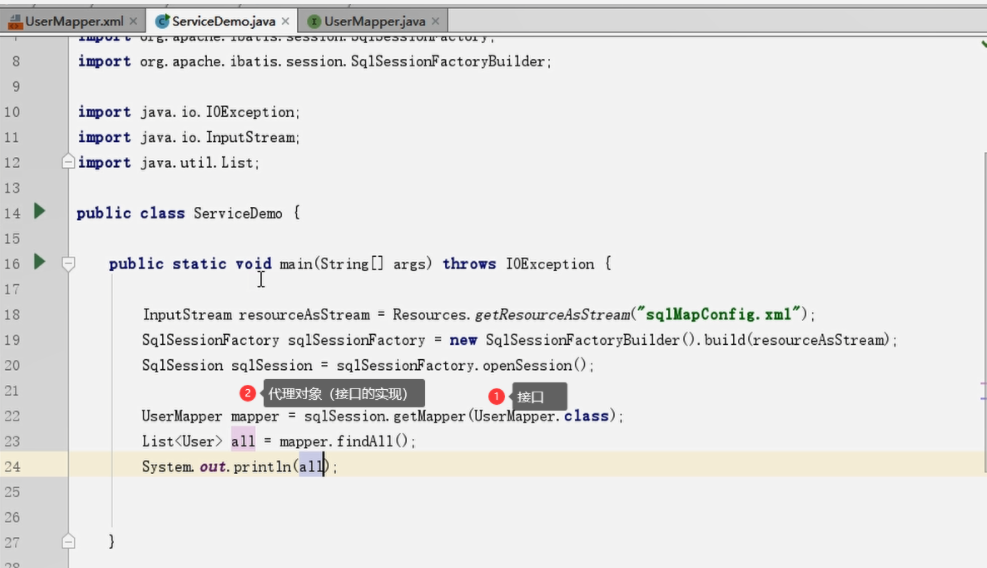 UserMapper.xml × ServiceDemo.java × UserMapper.java ×
7 import org.apache.ibatis.session.SqlSessionFactory;
8 import org.apache.ibatis.session.SqlSessionFactoryBuilder;
9
10 import java.io.IOException;
11 import java.io.InputStream;
12 import java.util.List;
13
14 public class ServiceDemo {
15
16 public static void main(String[] args) throws IOException {
17
18 InputStream resourceAsStream = Resources.getResourceAsStream("sqlMapConfig.xml");
19 SqlSessionFactory sqlSessionFactory = new SqlSessionFactoryBuilder().build(resourceAsStream);
20 SqlSession sqlSession = sqlSessionFactory.openSession();
21 2 代理对象（接口的实现） 1 接口
22 UserMapper mapper = sqlSession.getMapper(UserMapper.class);
23 List<User> all = mapper.findAll();
24 System.out.println(all);
25
26
27 }
28